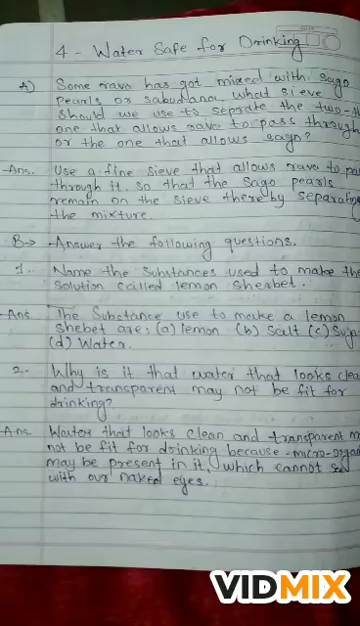 4 - Water Safe for Drinking
A) Some rava has got mixed with sago
pearls or sabudana, what sieve
should we use to seprate the two - th
one that allows rava to pass through
or the one that allows sago?
Ans. Use a fine sieve that allows rava to pa
through it. so that the sago pearls
remain on the sieve thereby separating
the mixture.
B→ Answer the following questions.
1. Name the substances used to make the
solution called lemon sherbet.
Ans The Substance use to make a lemon
shebet are: (a) lemon (b) Salt (c) Suga
(d) Water.
2. Why is it that water that looks clea
and transparent may not be fit for
drinking?
Ans. Water that looks clean and transparent m
not be fit for drinking because micro-organ
may be present in it, which cannot se
with our naked eyes.
VIDMIX